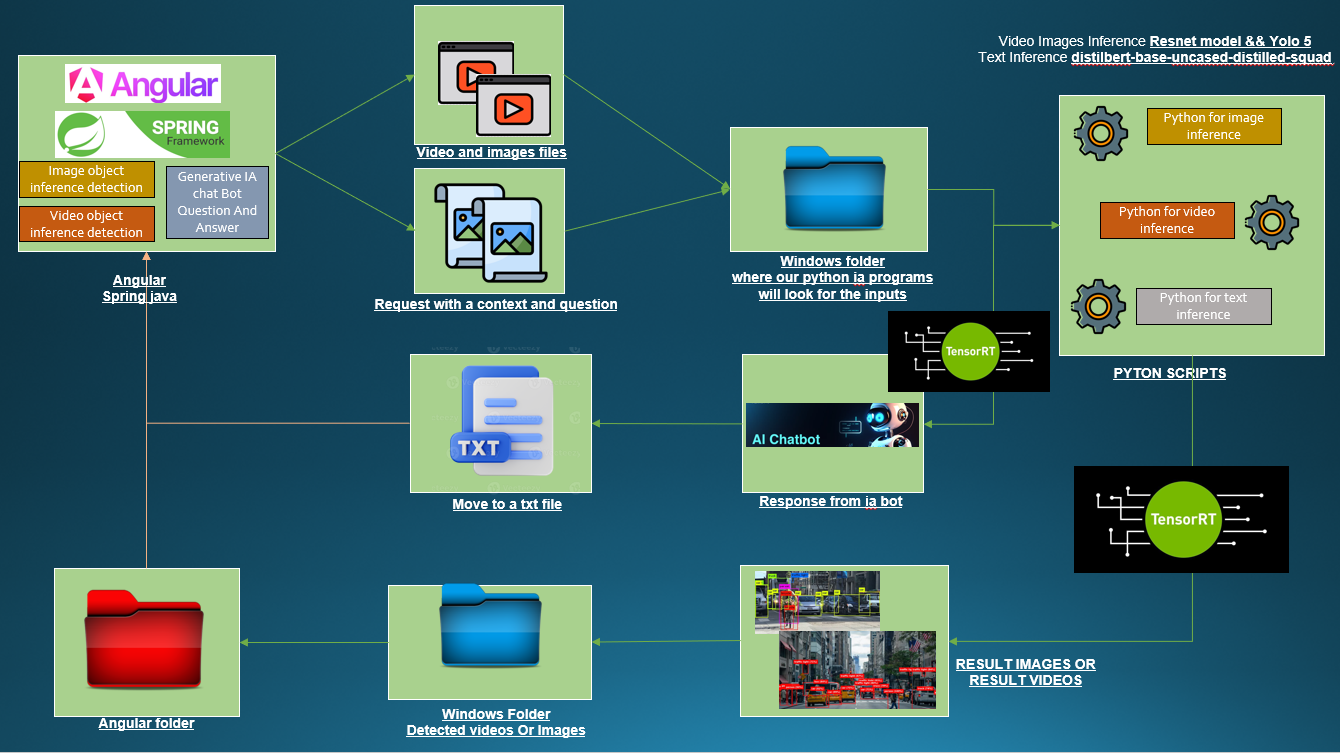 Video Images Inference Resnet model && Yolo 5
Text Inference distilbert-base-uncased-distilled-squad
Angular
SPRING
Framework
Image object
inference detection
Video object
inference detection
Generative IA
chat Bot
Question And
Answer
Angular
Spring java
Video and images files
Request with a context and question
Windows folder
where our python ia programs
will look for the inputs
Python for image
inference
Python for video
inference
Python for text
inference
PYTON SCRIPTS
TensorRT
AI Chatbot
Response from ia bot
TXT
Move to a txt file
TensorRT
RESULT IMAGES OR
RESULT VIDEOS
Windows Folder
Detected videos Or Images
Angular folder